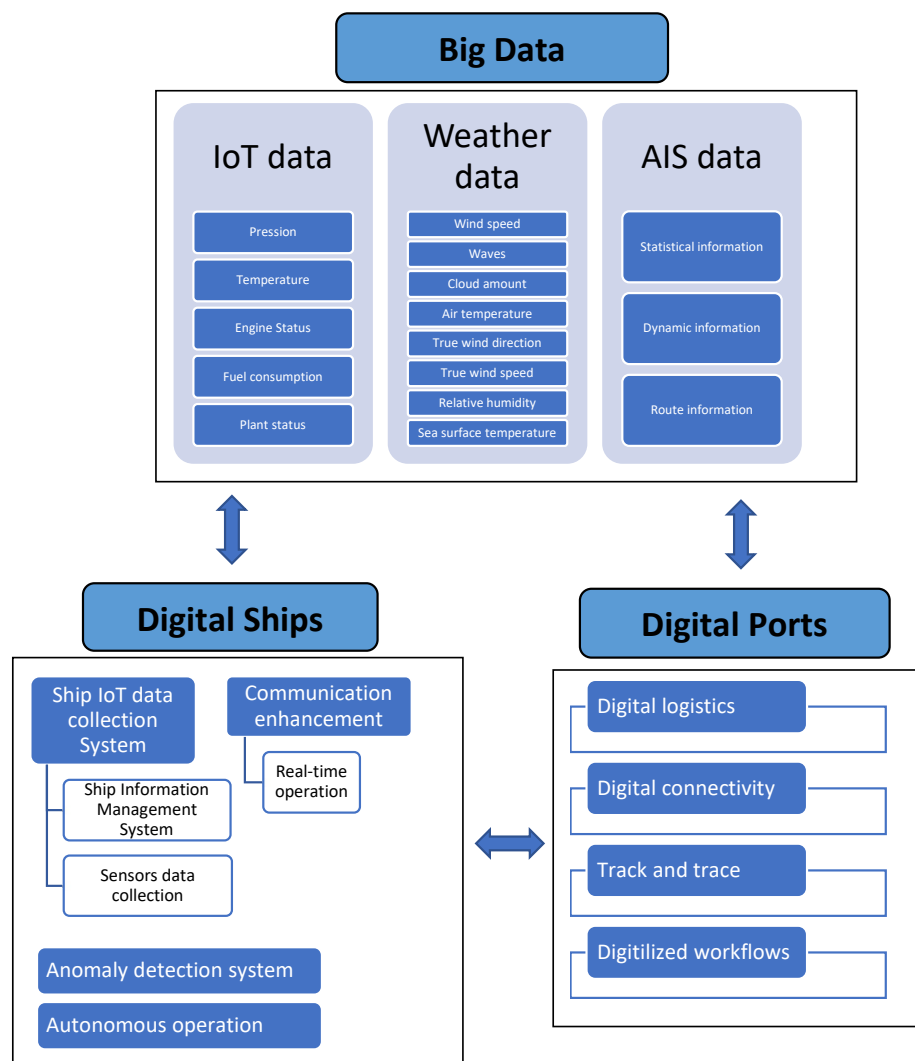 Big Data
IoT data
Pression
Temperature
Engine Status
Fuel consumption
Plant status
Weather
data
Wind speed
Waves
Cloud amount
Air temperature
True wind direction
True wind speed
Relative humidity
Sea surface temperature
AIS data
Statistical information
Dynamic information
Route information
Digital Ships
Ship IoT data
collection
System
Ship Information
Management
System
Sensors data
collection
Communication
enhancement
Real-time
operation
Anomaly detection system
Autonomous operation
Digital Ports
Digital logistics
Digital connectivity
Track and trace
Digitilized workflows